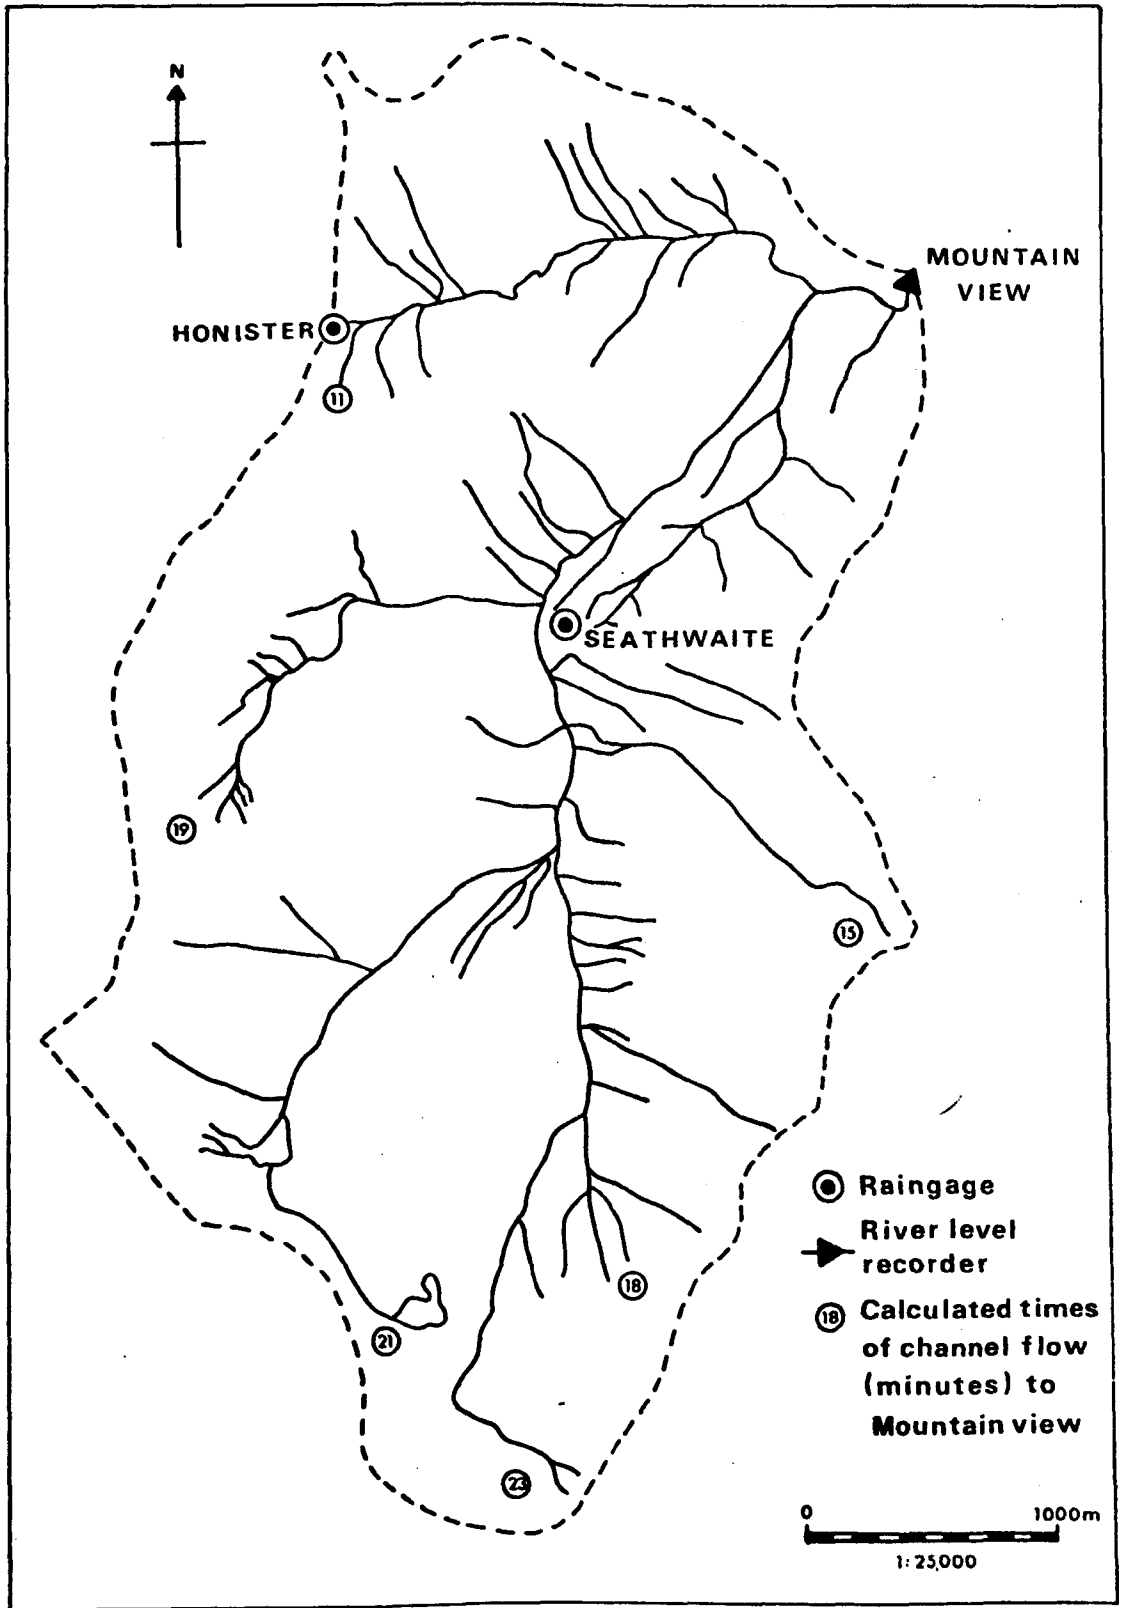 N
MOUNTAIN
VIEW
HONISTER
11
SEATHWAITE
19
15
18
21
23
Raingage
River level
recorder
18 Calculated times
of channel flow
(minutes) to
Mountain view
0 1000m
1:25,000